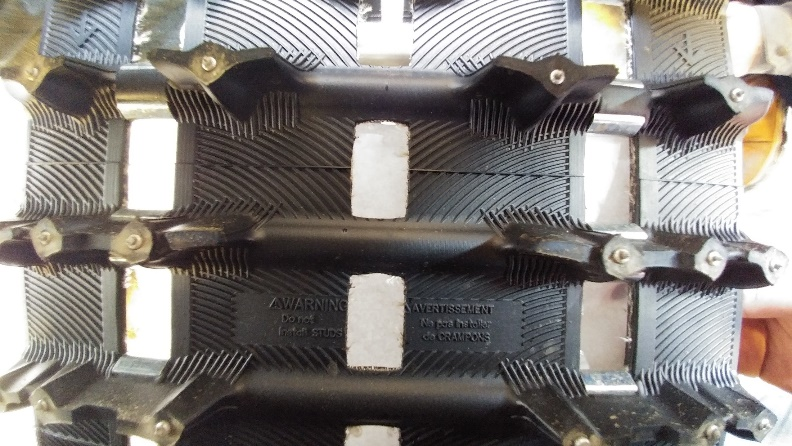 ⚠WARNING
Do not
install STUDS
⚠AVERTISSEMENT
Ne pas installer
de CRAMPONS